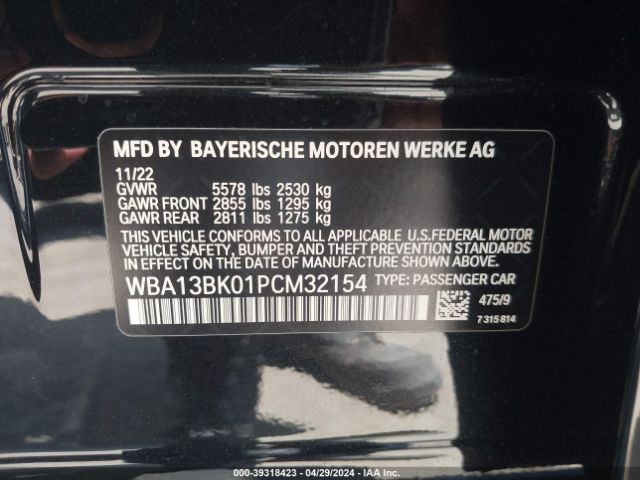 MFD BY BAYERISCHE MOTOREN WERKE AG
11/22
GVWR 5578 lbs 2530 kg
GAWR FRONT 2855 lbs 1295 kg
GAWR REAR 2811 lbs 1275 kg
THIS VEHICLE CONFORMS TO ALL APPLICABLE U.S.FEDERAL MOTOR
VEHICLE SAFETY, BUMPER AND THEFT PREVENTION STANDARDS
IN EFFECT ON THE DATE OF MANUFACTURE SHOWN ABOVE.
WBA13BK01PCM32154 TYPE: PASSENGER CAR
475/9
7 315 814
000-39318423 - 04/29/2024 - IAA Inc.